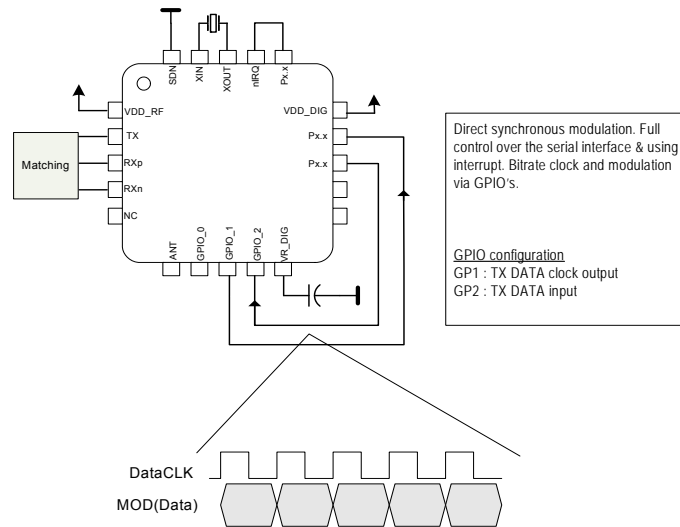 SDN
XIN
XOUT
nIRQ
Px.x
VDD_RF
VDD_DIG
TX
Px.x
Matching
RXp
Px.x
RXn
NC
ANT
GPIO_0
GPIO_1
GPIO_2
VR_DIG
Direct synchronous modulation. Full
control over the serial interface & using
interrupt. Bitrate clock and modulation
via GPIO's.
GPIO configuration
GP1 : TX DATA clock output
GP2 : TX DATA input
DataCLK
MOD(Data)